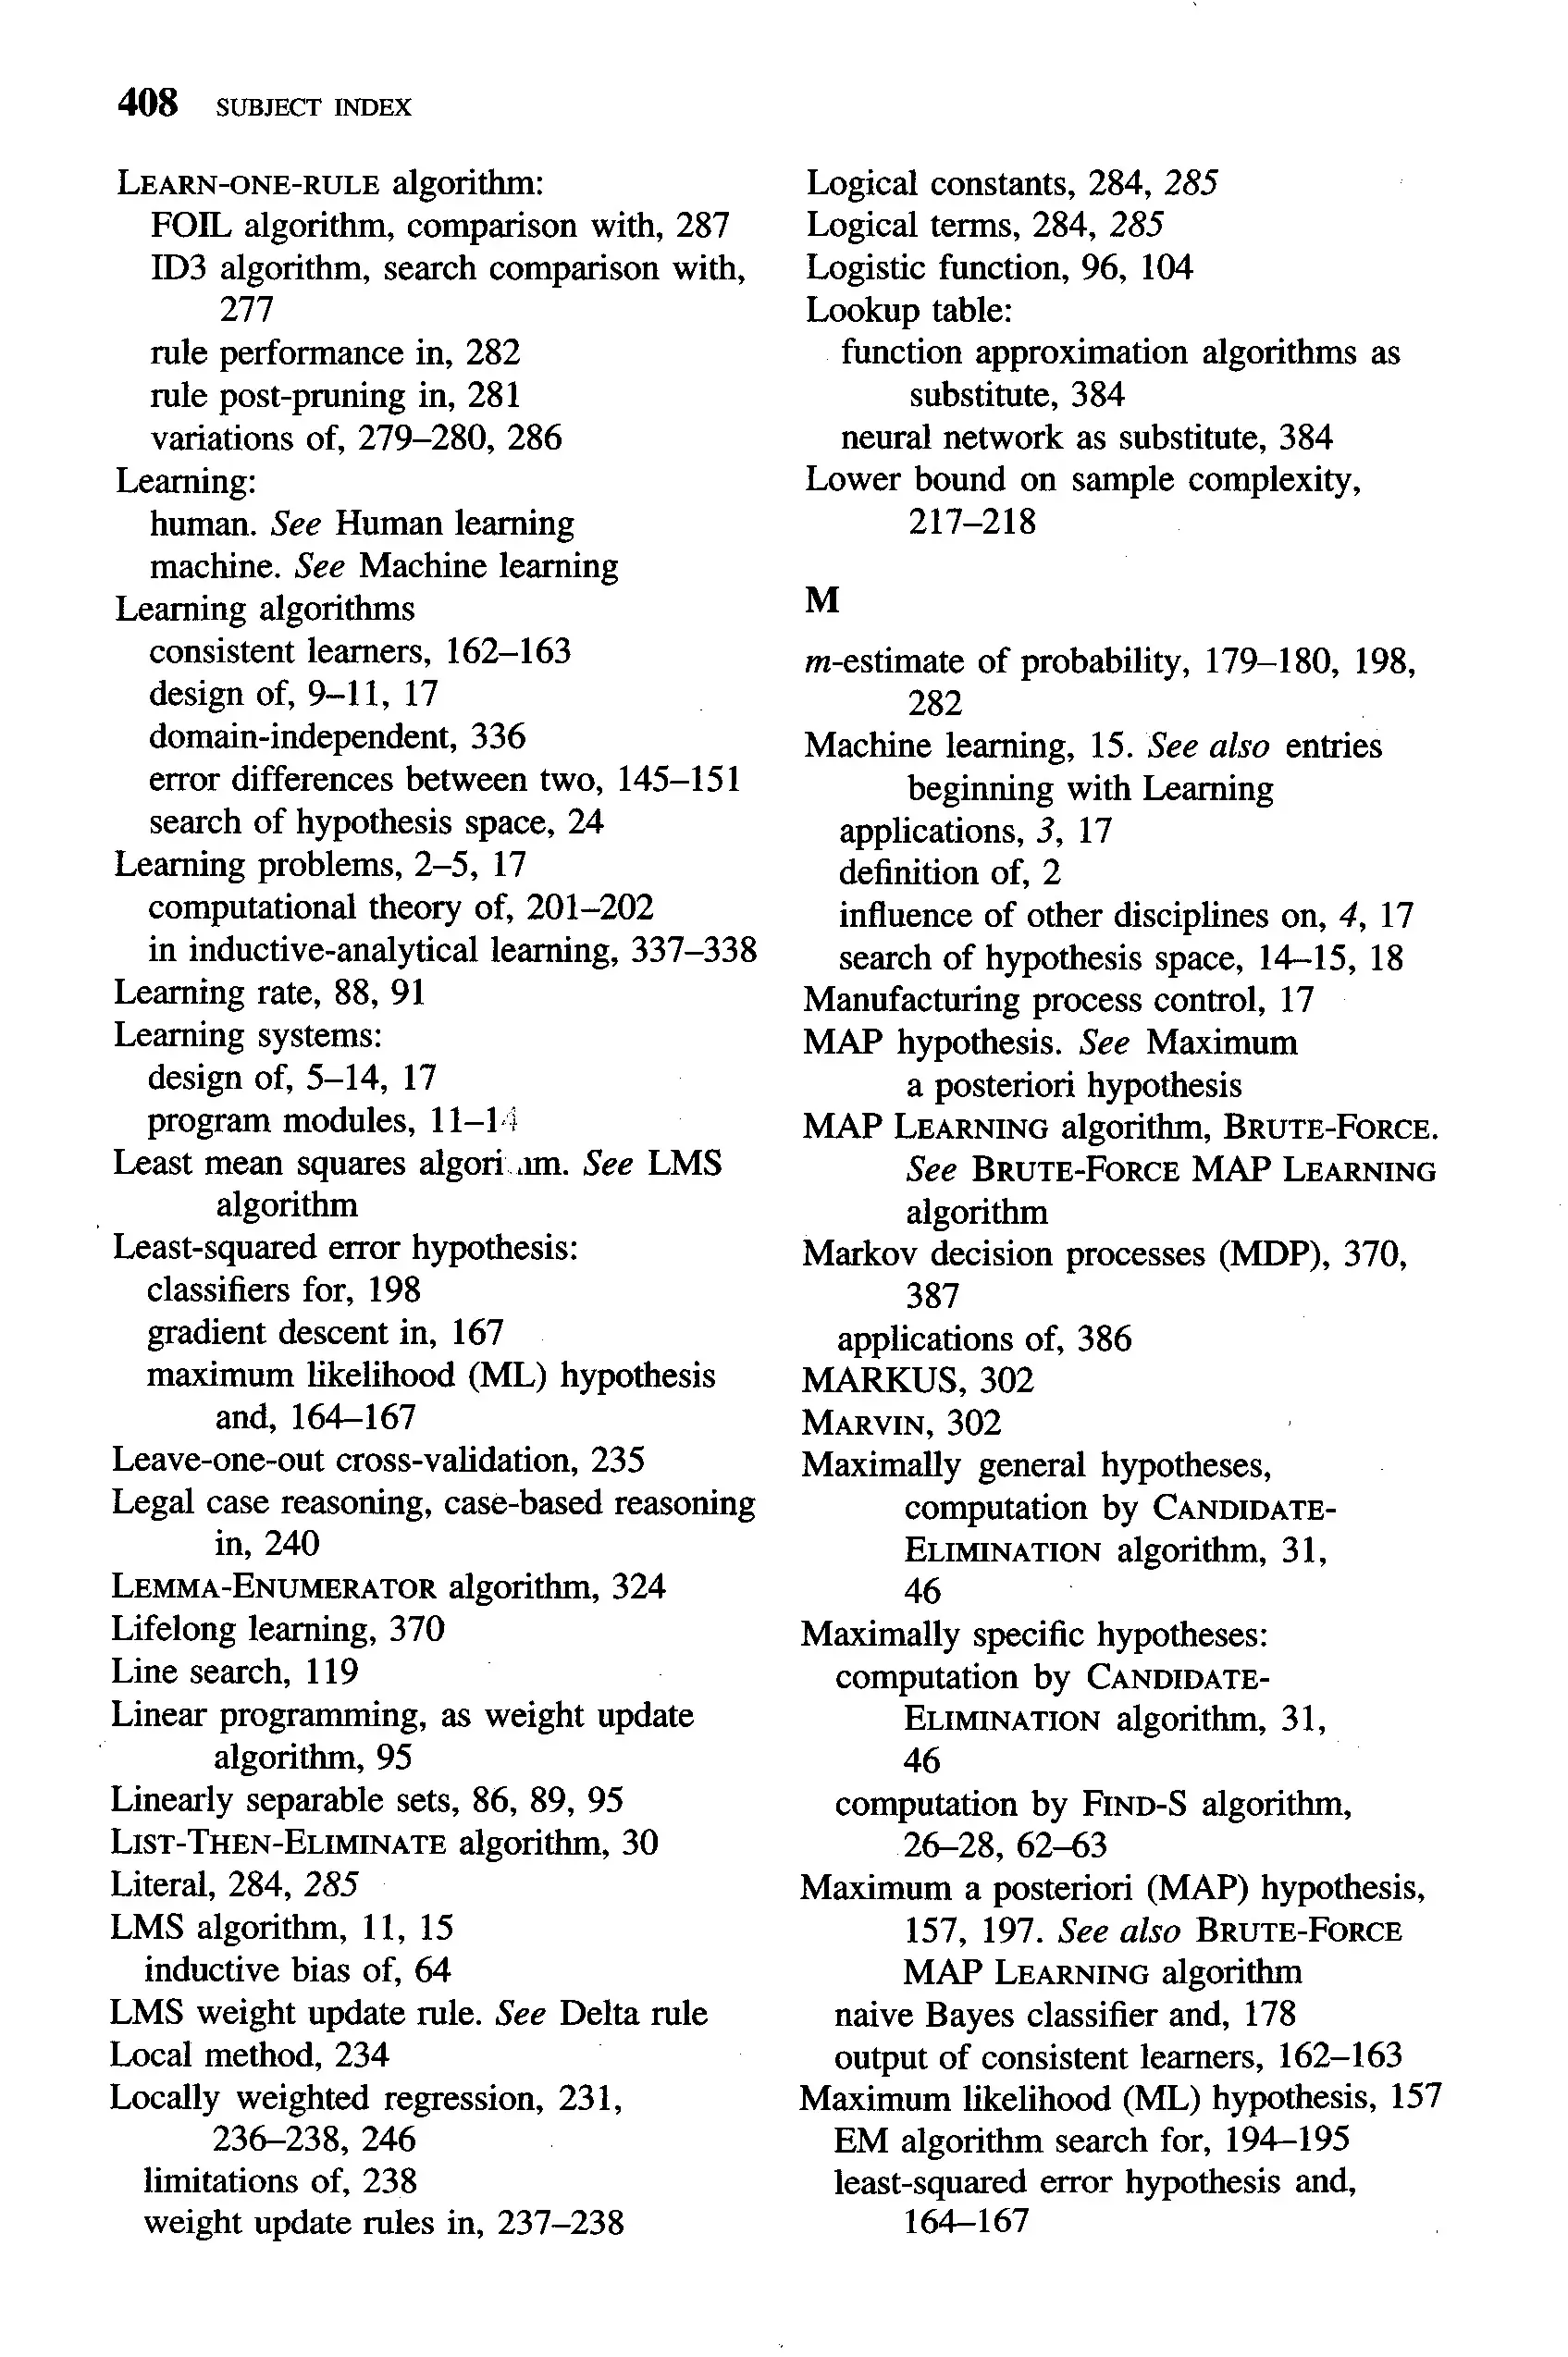 408 SUBJECT INDEX
LEARN-ONE-RULE algorithm:
FOIL algorithm, comparison with, 287
ID3 algorithm, search comparison with,
277
rule performance in, 282
rule post-pruning in, 281
variations of, 279–280, 286
Learning:
human. See Human learning
machine. See Machine learning
Learning algorithms
consistent learners, 162–163
design of, 9–11, 17
domain-independent, 336
error differences between two, 145–151
search of hypothesis space, 24
Learning problems, 2–5, 17
computational theory of, 201–202
in inductive-analytical learning, 337–338
Learning rate, 88, 91
Learning systems:
design of, 5–14, 17
program modules, 11–14
Least mean squares. See LMS
algorithm
Least-squared error hypothesis:
classifiers for, 198
gradient descent in, 167
maximum likelihood (ML) hypothesis
and, 164–167
Leave-one-out cross-validation, 235
Legal case reasoning, case-based reasoning
in, 240
LEMMA-ENUMERATOR algorithm, 324
Lifelong learning, 370
Line search, 119
Linear programming, as weight update
algorithm, 95
Linearly separable sets, 86, 89, 95
LIST-THEN-ELIMINATE algorithm, 30
Literal, 284, 285
LMS algorithm, 11, 15
inductive bias of, 64
LMS weight update rule. See Delta rule
Local method, 234
Locally weighted regression, 231,
236–238, 246
limitations of, 238
weight update rules in, 237–238
Logical constants, 284, 285
Logical terms, 284, 285
Logistic function, 96, 104
Lookup table:
function approximation algorithms as
substitute, 384
neural network as substitute, 384
Lower bound on sample complexity,
217–218
M
m-estimate of probability, 179–180, 198,
282
Machine learning, 15. See also entries
beginning with Learning
applications, 3, 17
definition of, 2
influence of other disciplines on, 4, 17
search of hypothesis space, 14–15, 18
Manufacturing process control, 17
MAP hypothesis. See Maximum
a posteriori hypothesis
MAP LEARNING algorithm, BRUTE-FORCE.
See BRUTE-FORCE MAP LEARNING
algorithm
Markov decision processes (MDP), 370,
387
applications of, 386
MARKUS, 302
MARVIN, 302
Maximally general hypotheses,
computation by CANDIDATE-
ELIMINATION algorithm, 31,
46
Maximally specific hypotheses:
computation by CANDIDATE-
ELIMINATION algorithm, 31,
46
computation by FIND-S algorithm,
26–28, 62–63
Maximum a posteriori (MAP) hypothesis,
157, 197. See also BRUTE-FORCE
MAP LEARNING algorithm
naive Bayes classifier and, 178
output of consistent learners, 162–163
Maximum likelihood (ML) hypothesis, 157
EM algorithm search for, 194–195
least-squared error hypothesis and,
164–167